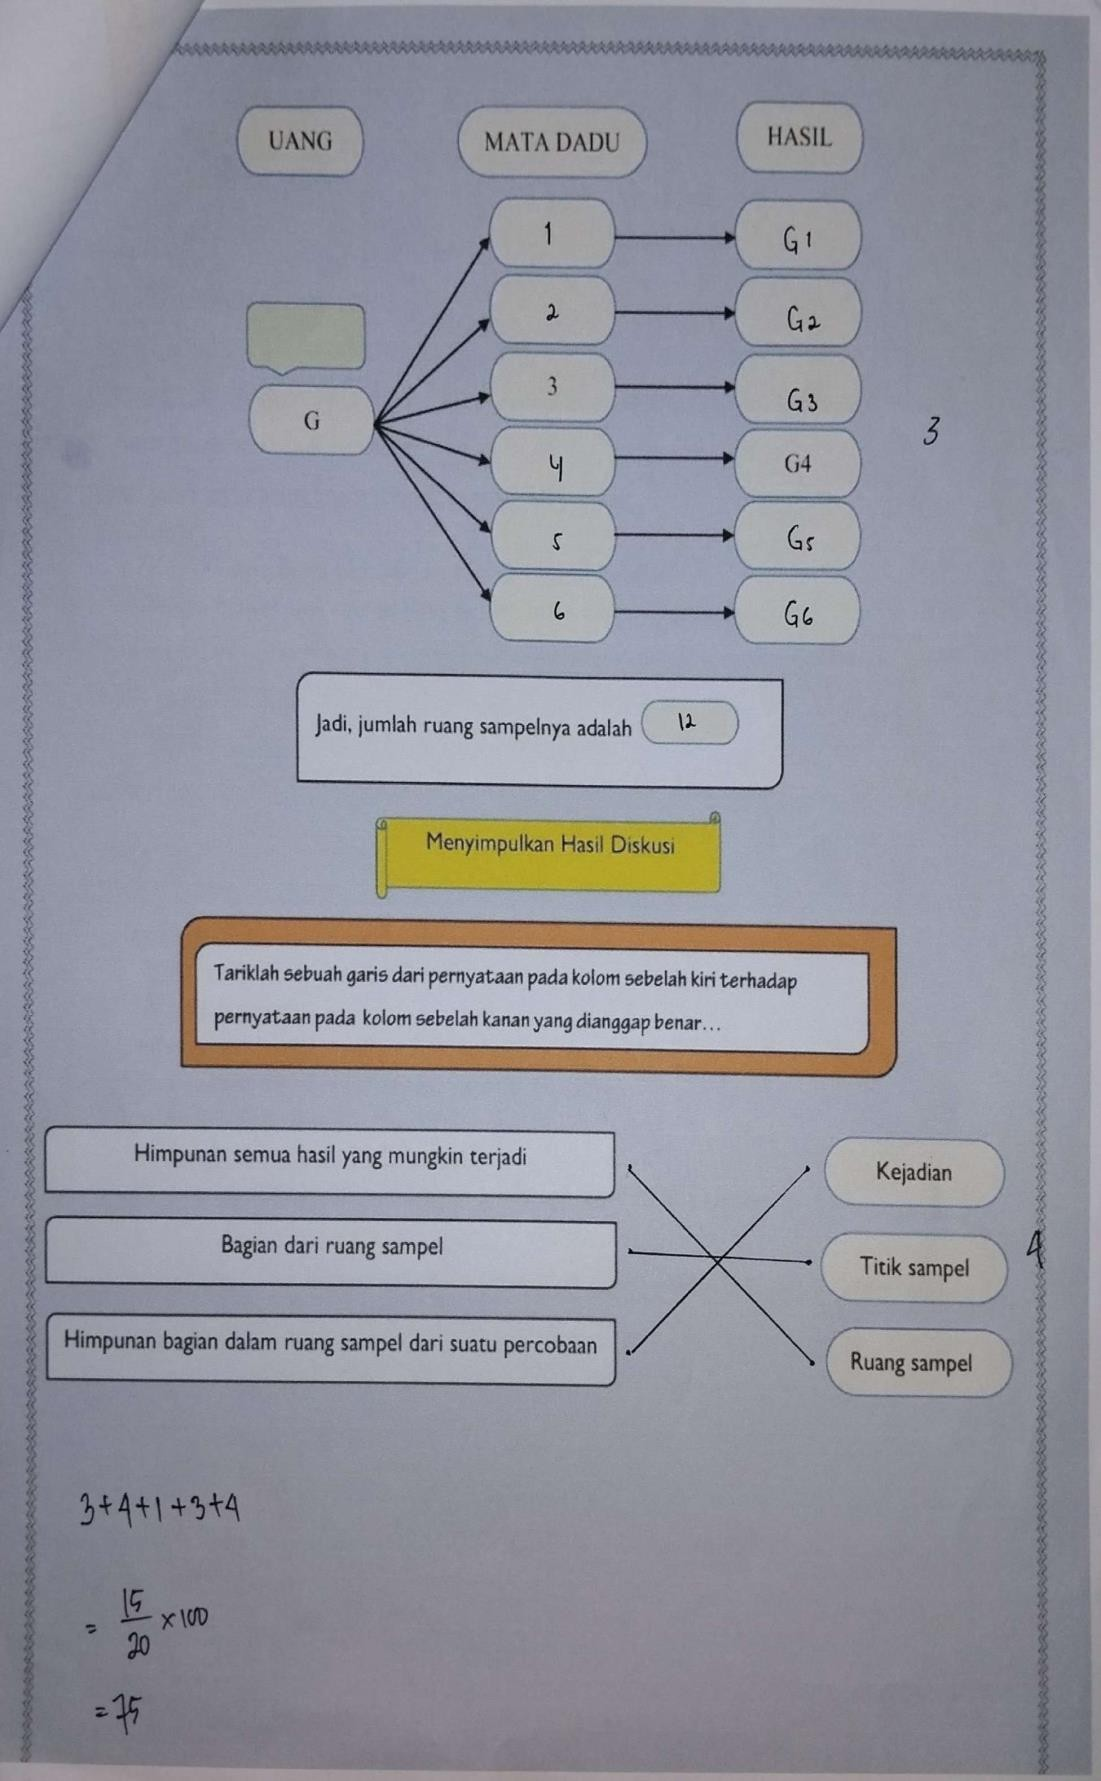 UANG MATA DADU HASIL
1 G1
2 G2
3 G3
G
3
4 G4
5 G5
6 G6
Jadi, jumlah ruang sampelnya adalah 12
Menyimpulkan Hasil Diskusi
Tariklah sebuah garis dari pernyataan pada kolom sebelah kiri terhadap
pernyataan pada kolom sebelah kanan yang dianggap benar...
Himpunan semua hasil yang mungkin terjadi Kejadian
Bagian dari ruang sampel Titik sampel 4
Himpunan bagian dalam ruang sampel dari suatu percobaan Ruang sampel
3+4+1+3+4
= 15/20 × 100
= 75